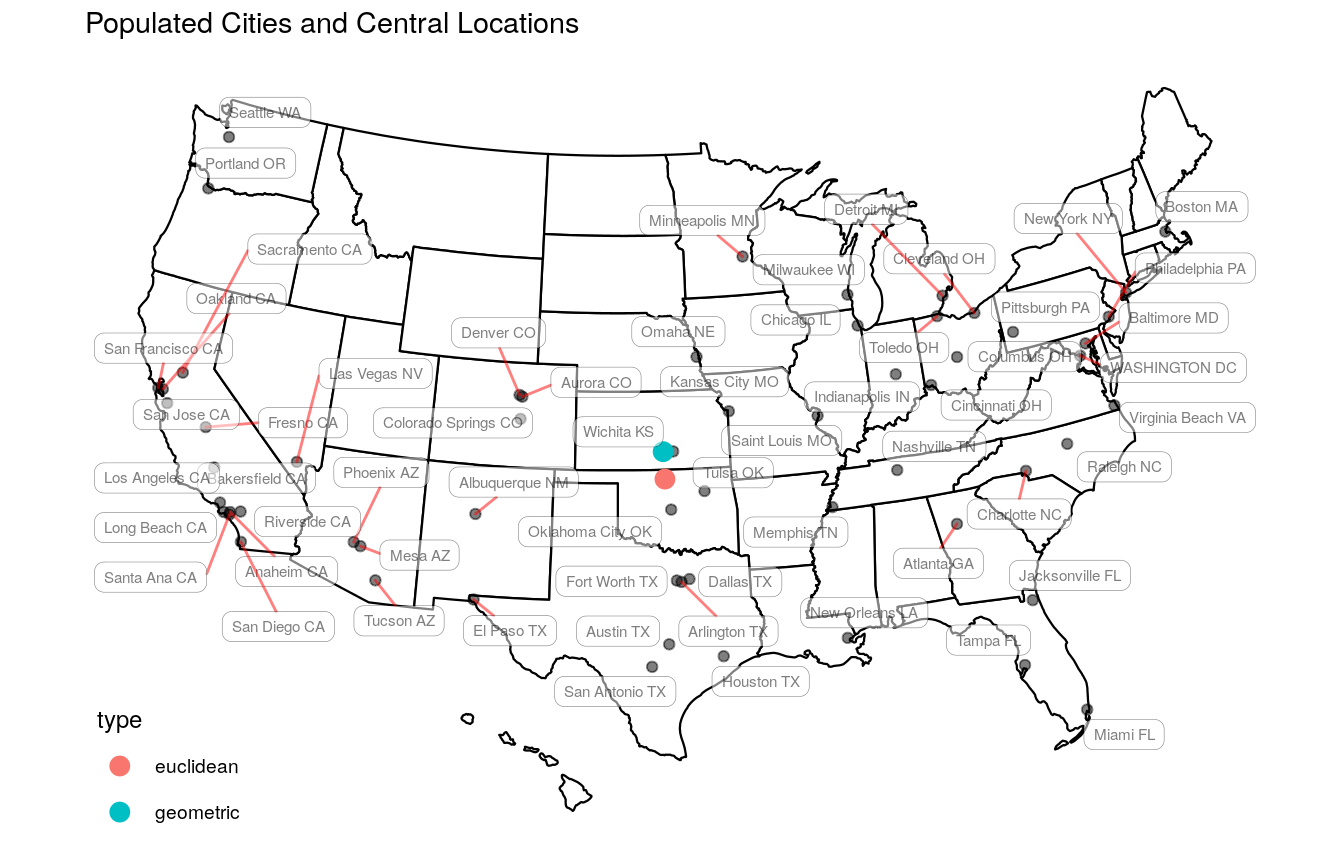 Populated Cities and Central Locations
Seattle WA
Portland OR
Sacramento CA
Oakland CA
San Francisco CA
San Jose CA
Fresno CA
Las Vegas NV
Los Angeles CA
Bakersfield CA
Long Beach CA
Riverside CA
Santa Ana CA
Anaheim CA
San Diego CA
Phoenix AZ
Mesa AZ
Tucson AZ
Denver CO
Aurora CO
Colorado Springs CO
Albuquerque NM
El Paso TX
Minneapolis MN
Milwaukee WI
Chicago IL
Omaha NE
Kansas City MO
Wichita KS
Saint Louis MO
Tulsa OK
Oklahoma City OK
Fort Worth TX
Dallas TX
Arlington TX
Austin TX
San Antonio TX
Houston TX
Memphis TN
Nashville TN
New Orleans LA
Detroit MI
Cleveland OH
Toledo OH
Columbus OH
Cincinnati OH
Indianapolis IN
Pittsburgh PA
New York NY
Boston MA
Philadelphia PA
Baltimore MD
WASHINGTON DC
Virginia Beach VA
Raleigh NC
Charlotte NC
Atlanta GA
Jacksonville FL
Tampa FL
Miami FL
type
euclidean
geometric